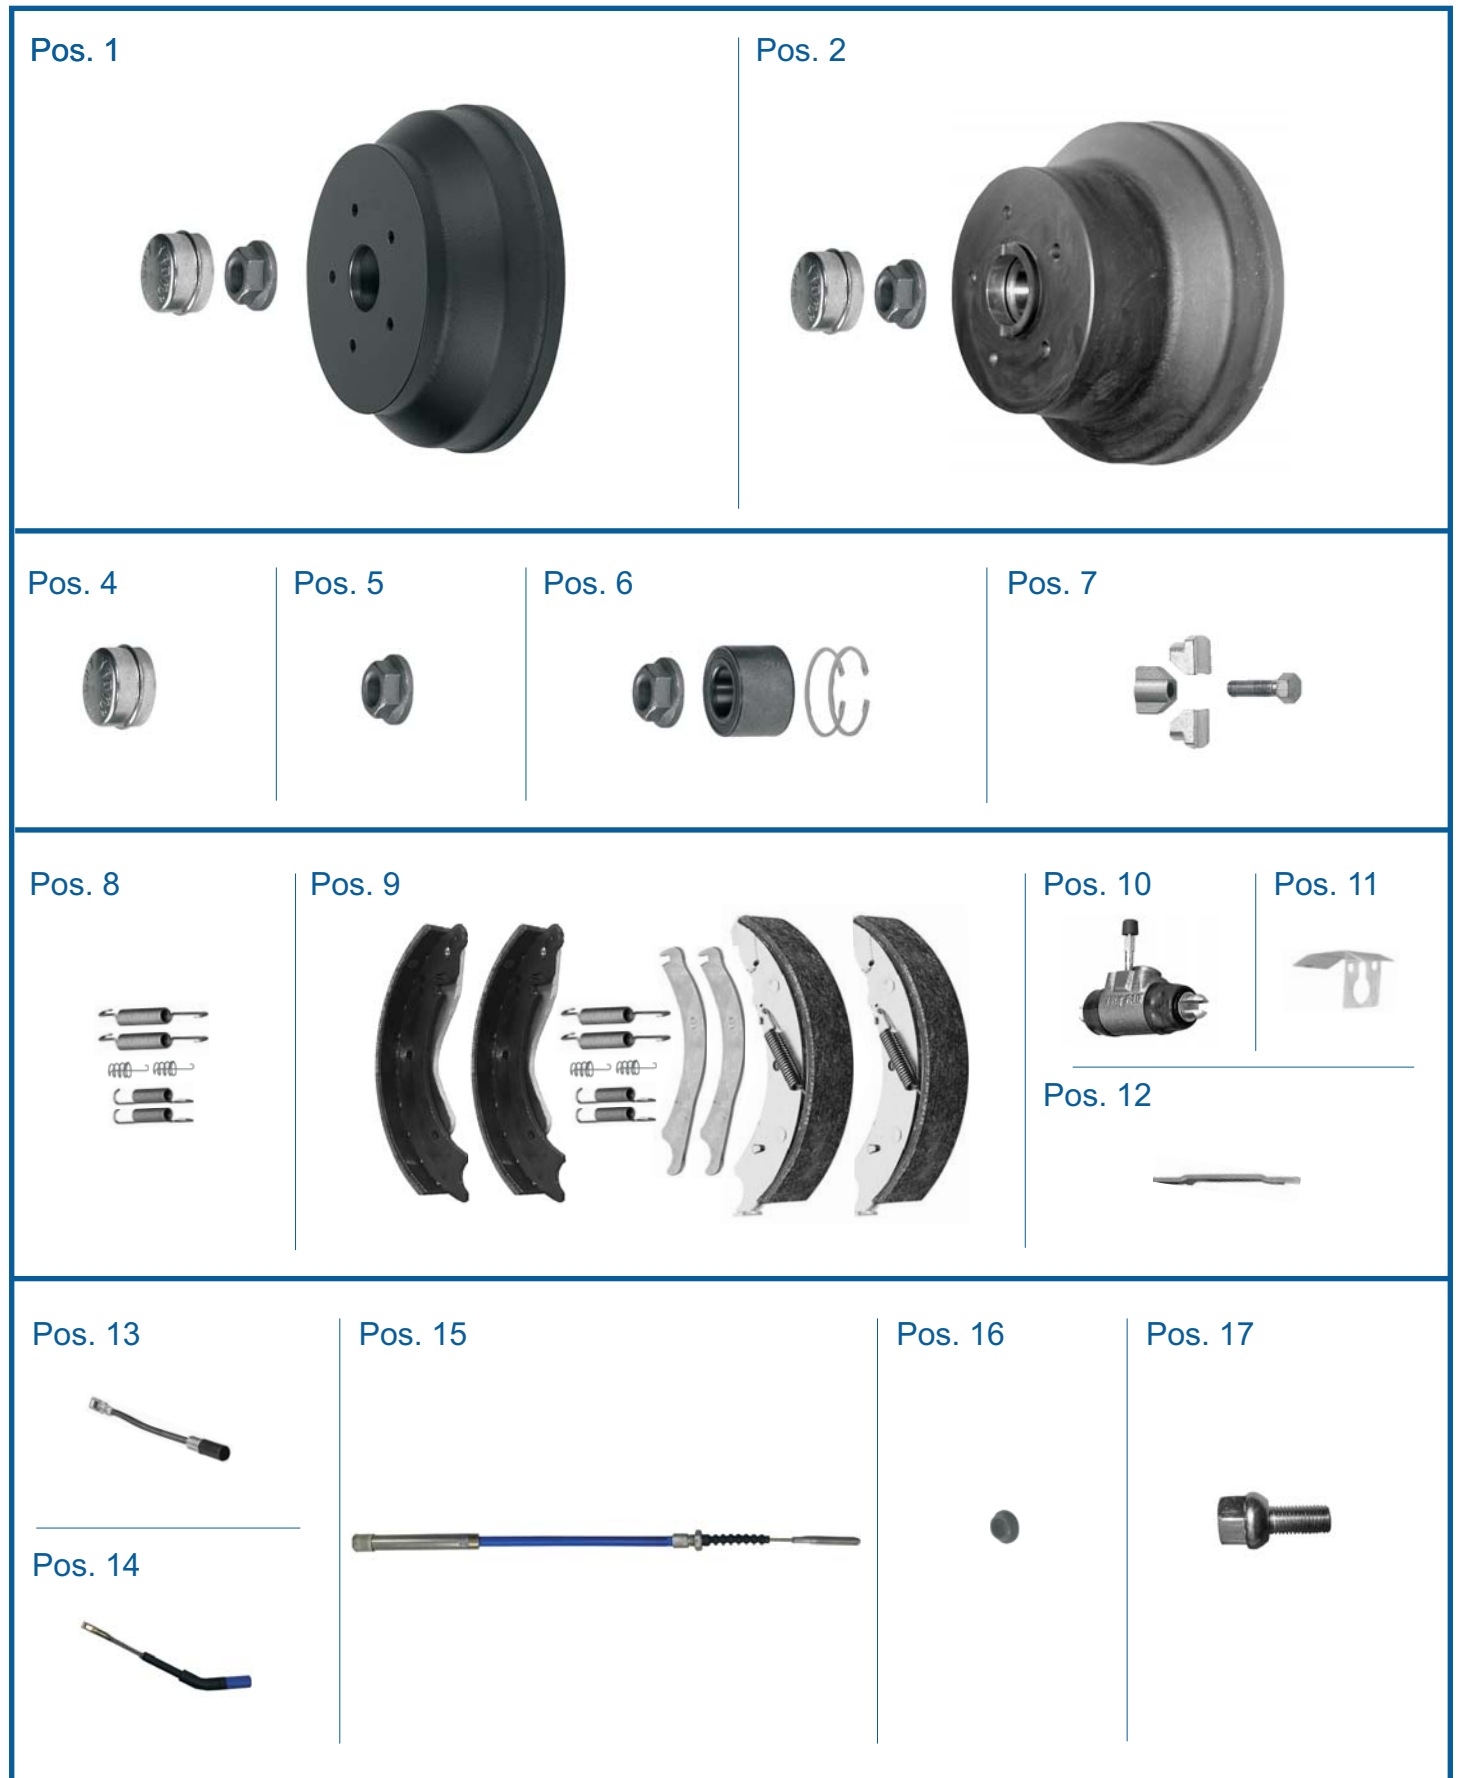 Pos. 1
Pos. 2
Pos. 4
Pos. 5
Pos. 6
Pos. 7
Pos. 8
Pos. 9
Pos. 10
Pos. 11
Pos. 12
Pos. 13
Pos. 15
Pos. 16
Pos. 17
Pos. 14